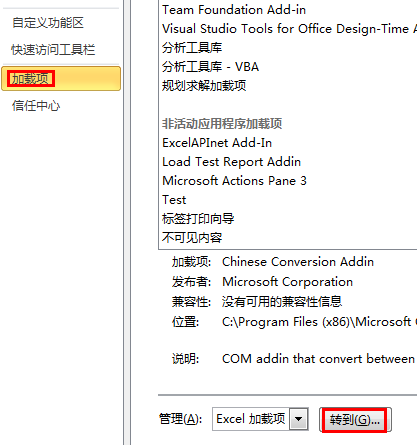 自定义功能区
快速访问工具栏
加载项
信任中心
Team Foundation Add-in
Visual Studio Tools for Office Design-Time A
分析工具库
分析工具库 - VBA
规划求解加载项
非活动应用程序加载项
ExcelAPInet Add-In
Load Test Report Addin
Microsoft Actions Pane 3
Test
标签打印向导
不可见内容
加载项: Chinese Conversion Addin
发布者: Microsoft Corporation
兼容性: 没有可用的兼容性信息
位置: C:\Program Files (x86)\Microsoft
说明: COM addin that convert between
管理(A): Excel 加载项 转到(G)...